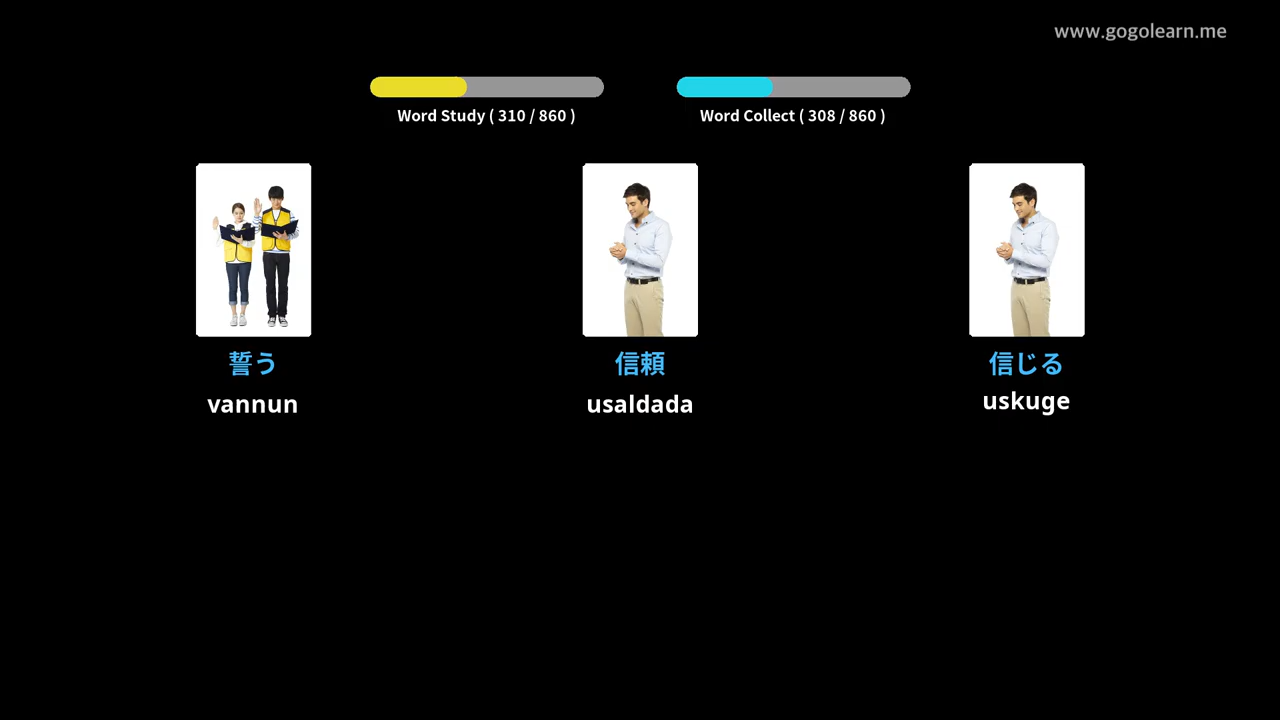 www.gogolearn.me
Word Study ( 310 / 860 )
Word Collect ( 308 / 860 )
誓う
信頼
信じる
vannun
usaldada
uskuge